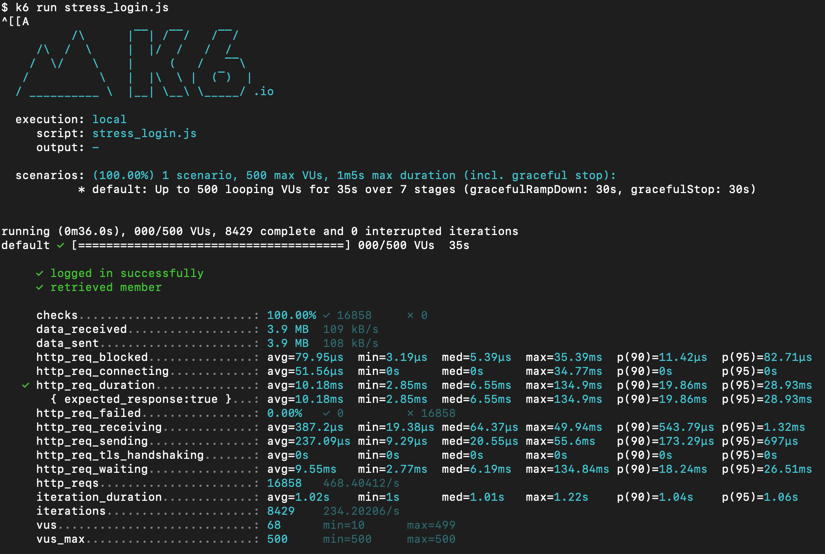 $ k6 run stress_login.js
^[[A
          /\      |‾‾| /‾‾/   /‾‾/
     /\  /  \     |  |/  /   /  /
    /  \/    \    |     (   /   ‾‾\
   /          \   |  |\  \ |  (‾)  |
  / __________ \  |__| \__\ \_____/ .io
execution: local
script: stress_login.js
output: -
scenarios: (100.00%) 1 scenario, 500 max VUs, 1m5s max duration (incl. graceful stop):
* default: Up to 500 looping VUs for 35s over 7 stages (gracefulRampDown: 30s, gracefulStop: 30s)
running (0m36.0s), 000/500 VUs, 8429 complete and 0 interrupted iterations
default ✓ [======================================] 000/500 VUs  35s
✓ logged in successfully
✓ retrieved member
checks.........................: 100.00% ✓ 16858     ✗ 0
data_received..................: 3.9 MB  109 kB/s
data_sent......................: 3.9 MB  108 kB/s
http_req_blocked...............: avg=79.95µs  min=3.19µs  med=5.39µs  max=35.39ms  p(90)=11.42µs  p(95)=82.71µs
http_req_connecting............: avg=51.56µs  min=0s      med=0s      max=34.77ms  p(90)=0s       p(95)=0s
✓ http_req_duration..............: avg=10.18ms  min=2.85ms  med=6.55ms  max=134.9ms  p(90)=19.86ms  p(95)=28.93ms
{ expected_response:true }...: avg=10.18ms  min=2.85ms  med=6.55ms  max=134.9ms  p(90)=19.86ms  p(95)=28.93ms
http_req_failed................: 0.00%   ✓ 0         ✗ 16858
http_req_receiving.............: avg=387.2µs  min=19.38µs med=64.37µs max=49.94ms  p(90)=543.79µs p(95)=1.32ms
http_req_sending...............: avg=237.09µs min=9.29µs  med=20.55µs max=55.6ms   p(90)=173.29µs p(95)=697µs
http_req_tls_handshaking.......: avg=0s       min=0s      med=0s      max=0s       p(90)=0s       p(95)=0s
http_req_waiting...............: avg=9.55ms   min=2.77ms  med=6.19ms  max=134.84ms p(90)=18.24ms  p(95)=26.51ms
http_reqs......................: 16858   468.40412/s
iteration_duration.............: avg=1.02s    min=1s      med=1.01s   max=1.22s    p(90)=1.04s    p(95)=1.06s
iterations.....................: 8429    234.20206/s
vus............................: 68      min=10      max=499
vus_max........................: 500     min=500     max=500